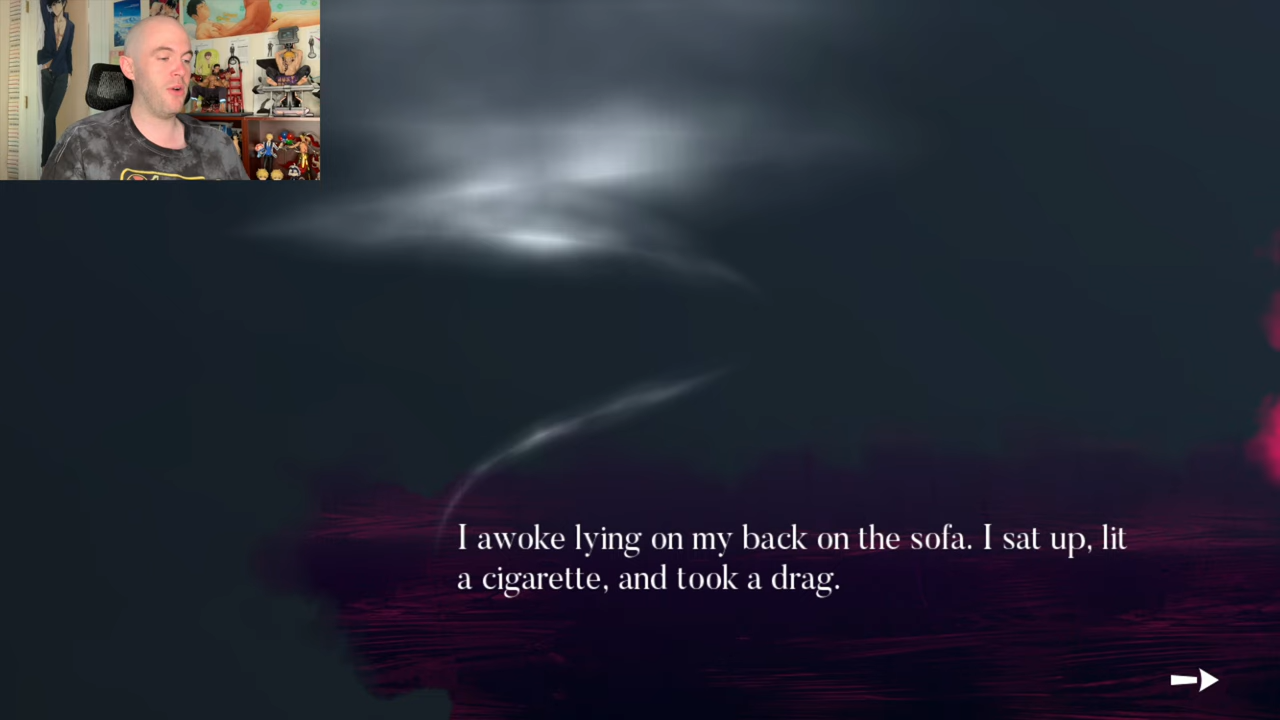 I awoke lying on my back on the sofa. I sat up, lit
a cigarette, and took a drag.